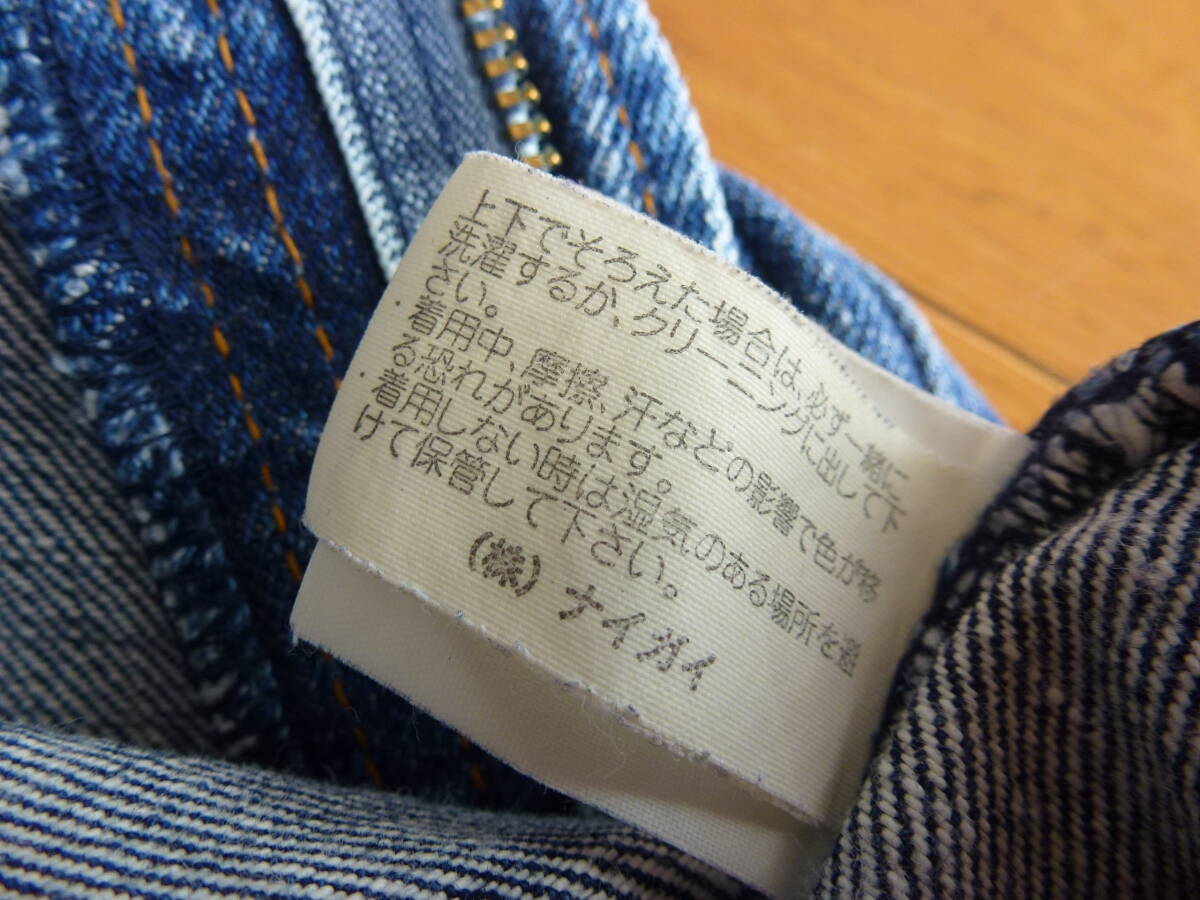 上下でそろえた場合は、必ず一緒に
洗濯するか、クリーニングに出して下
さい。
・着用中、摩擦、汗などの影響で色が移
る恐れがあります。
・着用しない時は湿気のある場所を避
けて保管して下さい。
(株)ナイガイ